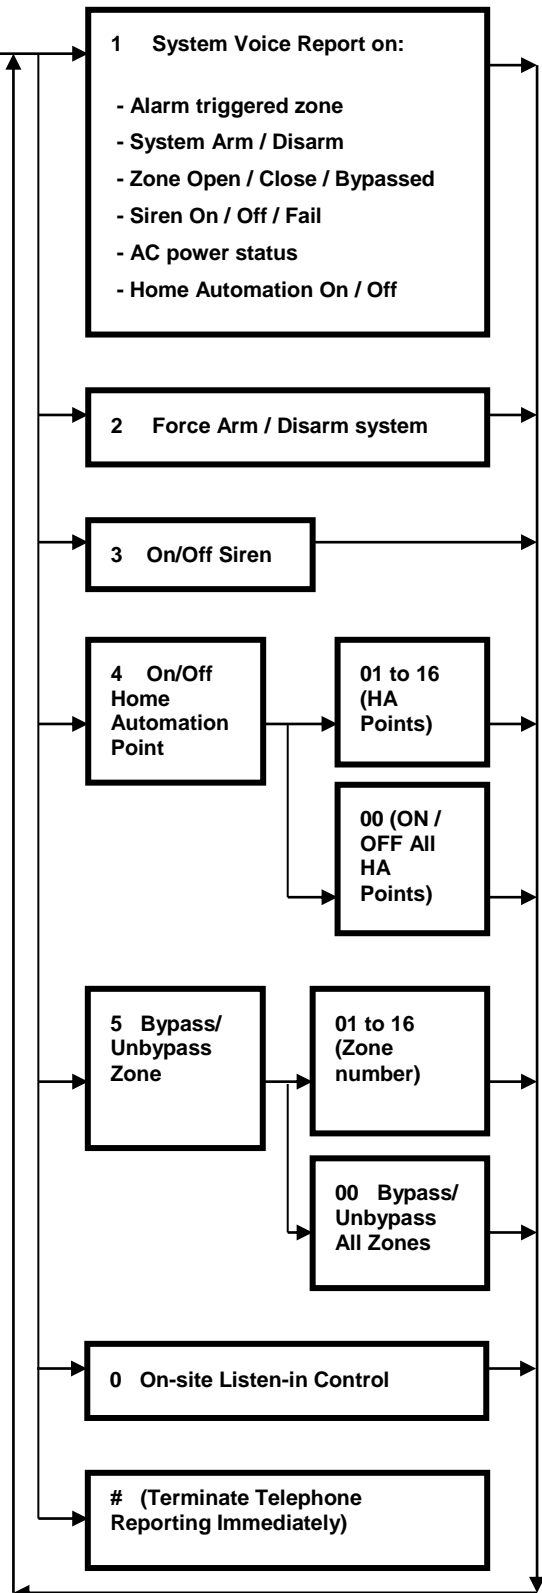 1 System Voice Report on:
- Alarm triggered zone
- System Arm / Disarm
- Zone Open / Close / Bypassed
- Siren On / Off / Fail
- AC power status
- Home Automation On / Off
2 Force Arm / Disarm system
3 On/Off Siren
4 On/Off
Home
Automation
Point
01 to 16
(HA
Points)
00 (ON /
OFF All
HA
Points)
5 Bypass/
Unbypass
Zone
01 to 16
(Zone
number)
00 Bypass/
Unbypass
All Zones
0 On-site Listen-in Control
# (Terminate Telephone
Reporting Immediately)